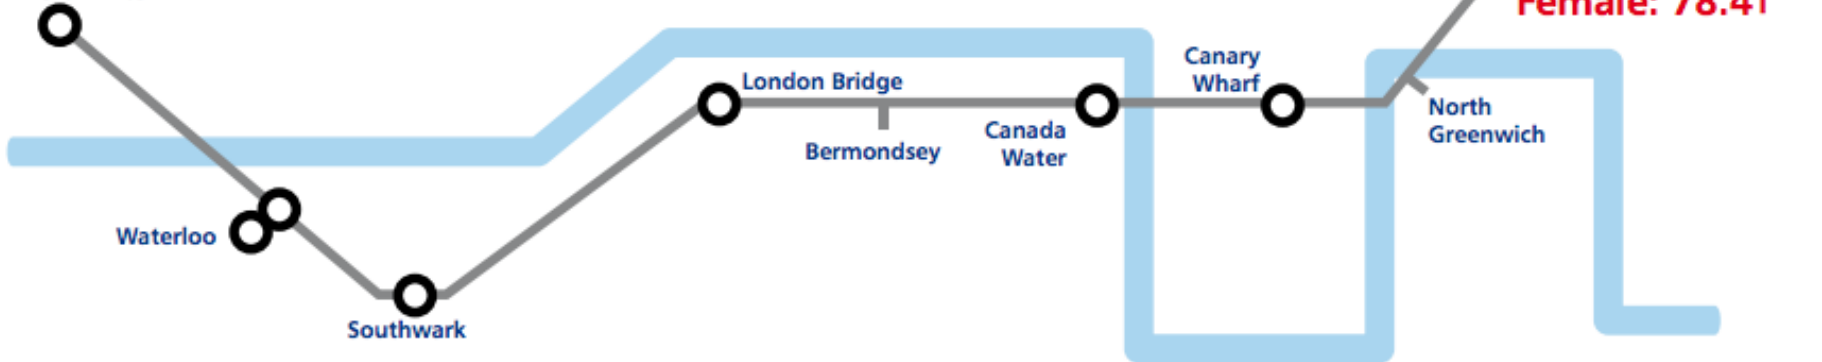 Female: 78.4
London Bridge
Canary
Wharf
North
Greenwich
Canada
Water
Bermondsey
Waterloo
Southwark